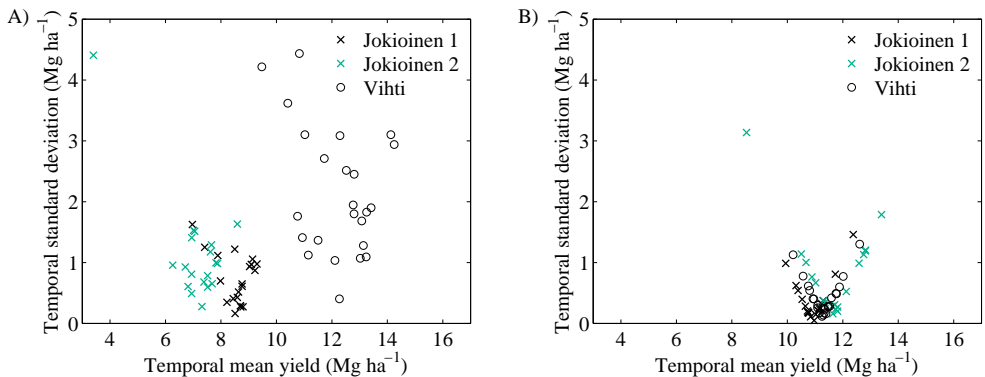 A)
Temporal standard deviation (Mg ha⁻¹)
5
4
3
2
1
0
4 6 8 10 12 14 16
Temporal mean yield (Mg ha⁻¹)
Jokioinen 1
Jokioinen 2
Vihti
B)
Temporal standard deviation (Mg ha⁻¹)
5
4
3
2
1
0
4 6 8 10 12 14 16
Temporal mean yield (Mg ha⁻¹)
Jokioinen 1
Jokioinen 2
Vihti